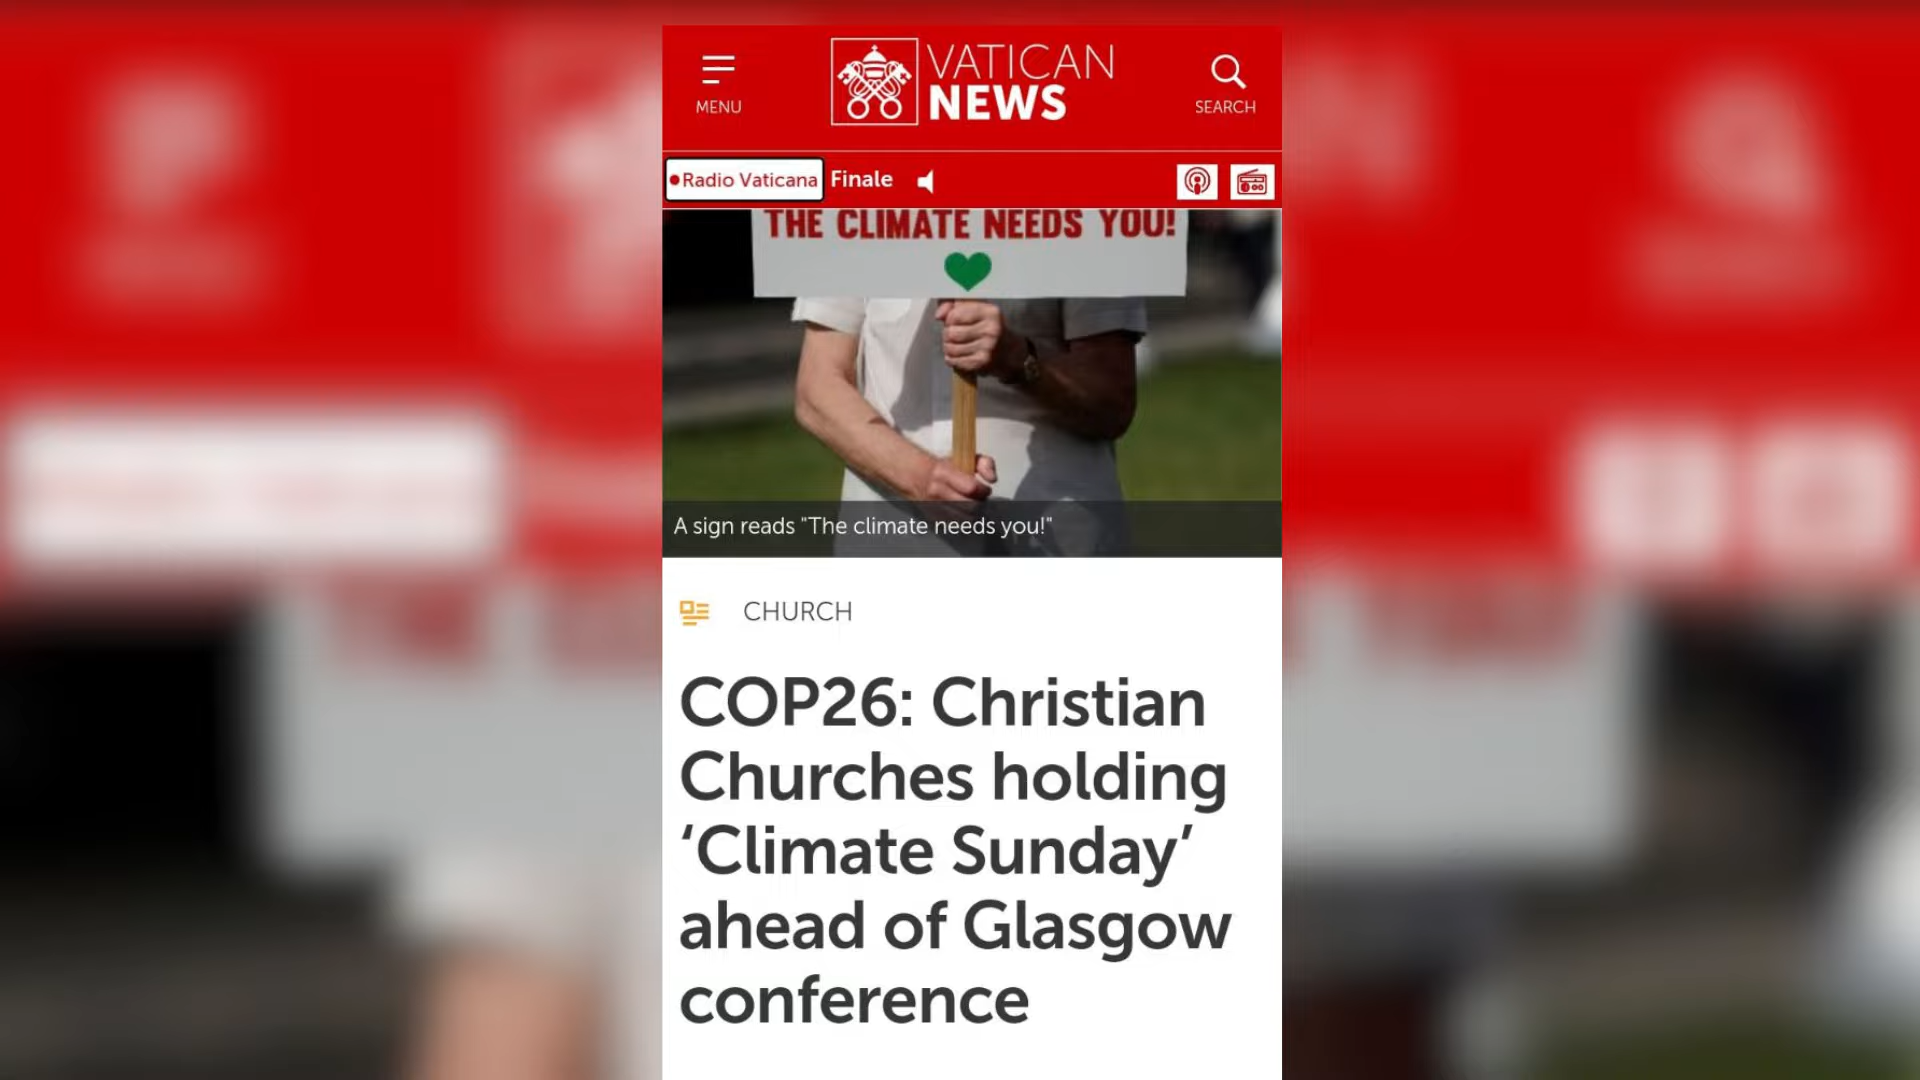 VATICAN
NEWS
MENU
SEARCH
Radio Vaticana Finale
THE CLIMATE NEEDS YOU!
A sign reads "The climate needs you!"
CHURCH
COP26: Christian
Churches holding
‘Climate Sunday’
ahead of Glasgow
conference